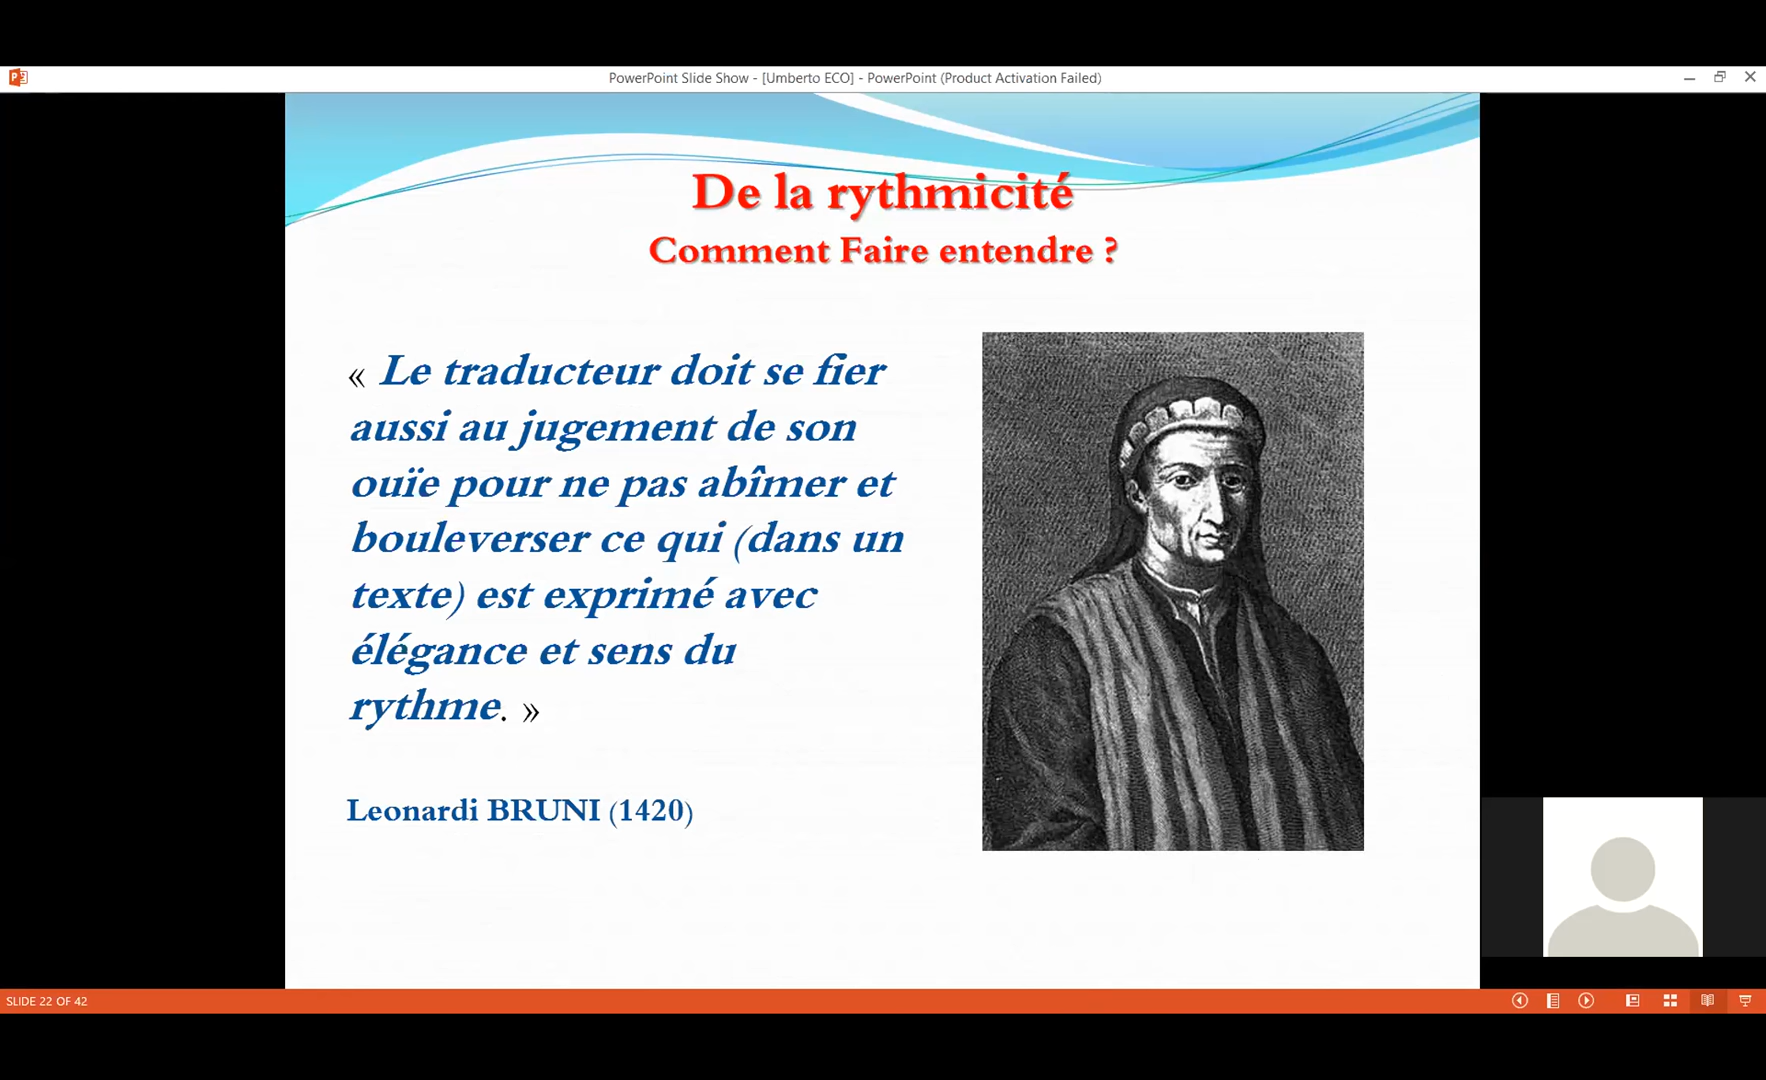 PowerPoint Slide Show - [Umberto ECO] - PowerPoint (Product Activation Failed)
De la rythmicité
Comment Faire entendre ?
« Le traducteur doit se fier
aussi au jugement de son
ouïe pour ne pas abîmer et
bouleverser ce qui (dans un
texte) est exprimé avec
élégance et sens du
rythme. »
Leonardi BRUNI (1420)
SLIDE 22 OF 42